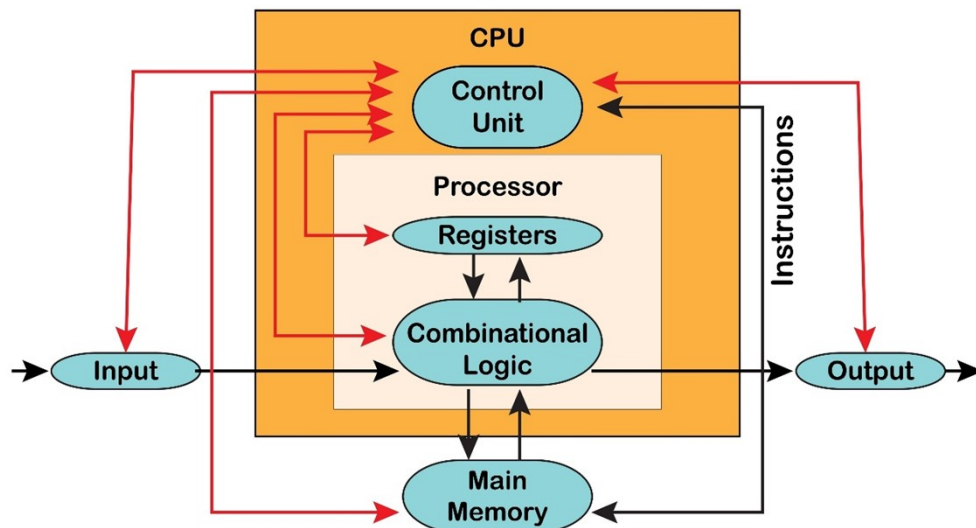 CPU
Control
Unit
Instructions
Processor
Registers
Combinational
Logic
Input
Output
Main
Memory